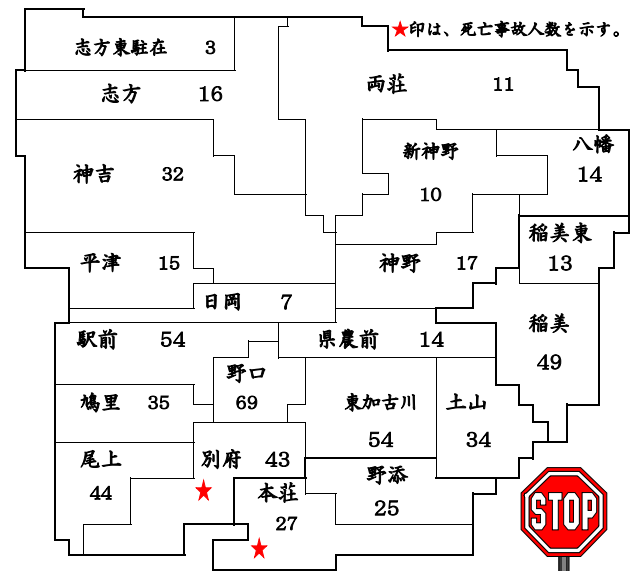 ★印は、死亡事故人数を示す。
志方東駐在 3
志方 16
両荘 11
神吉 32
新神野
10
八幡
14
平津 15
神野 17
稲美東
13
日岡 7
駅前 54
県農前 14
稲美
49
野口
69
鳩里 35
東加古川
54
土山
34
尾上
44
別府 43
★
野添
25
本荘
27
★
STOP